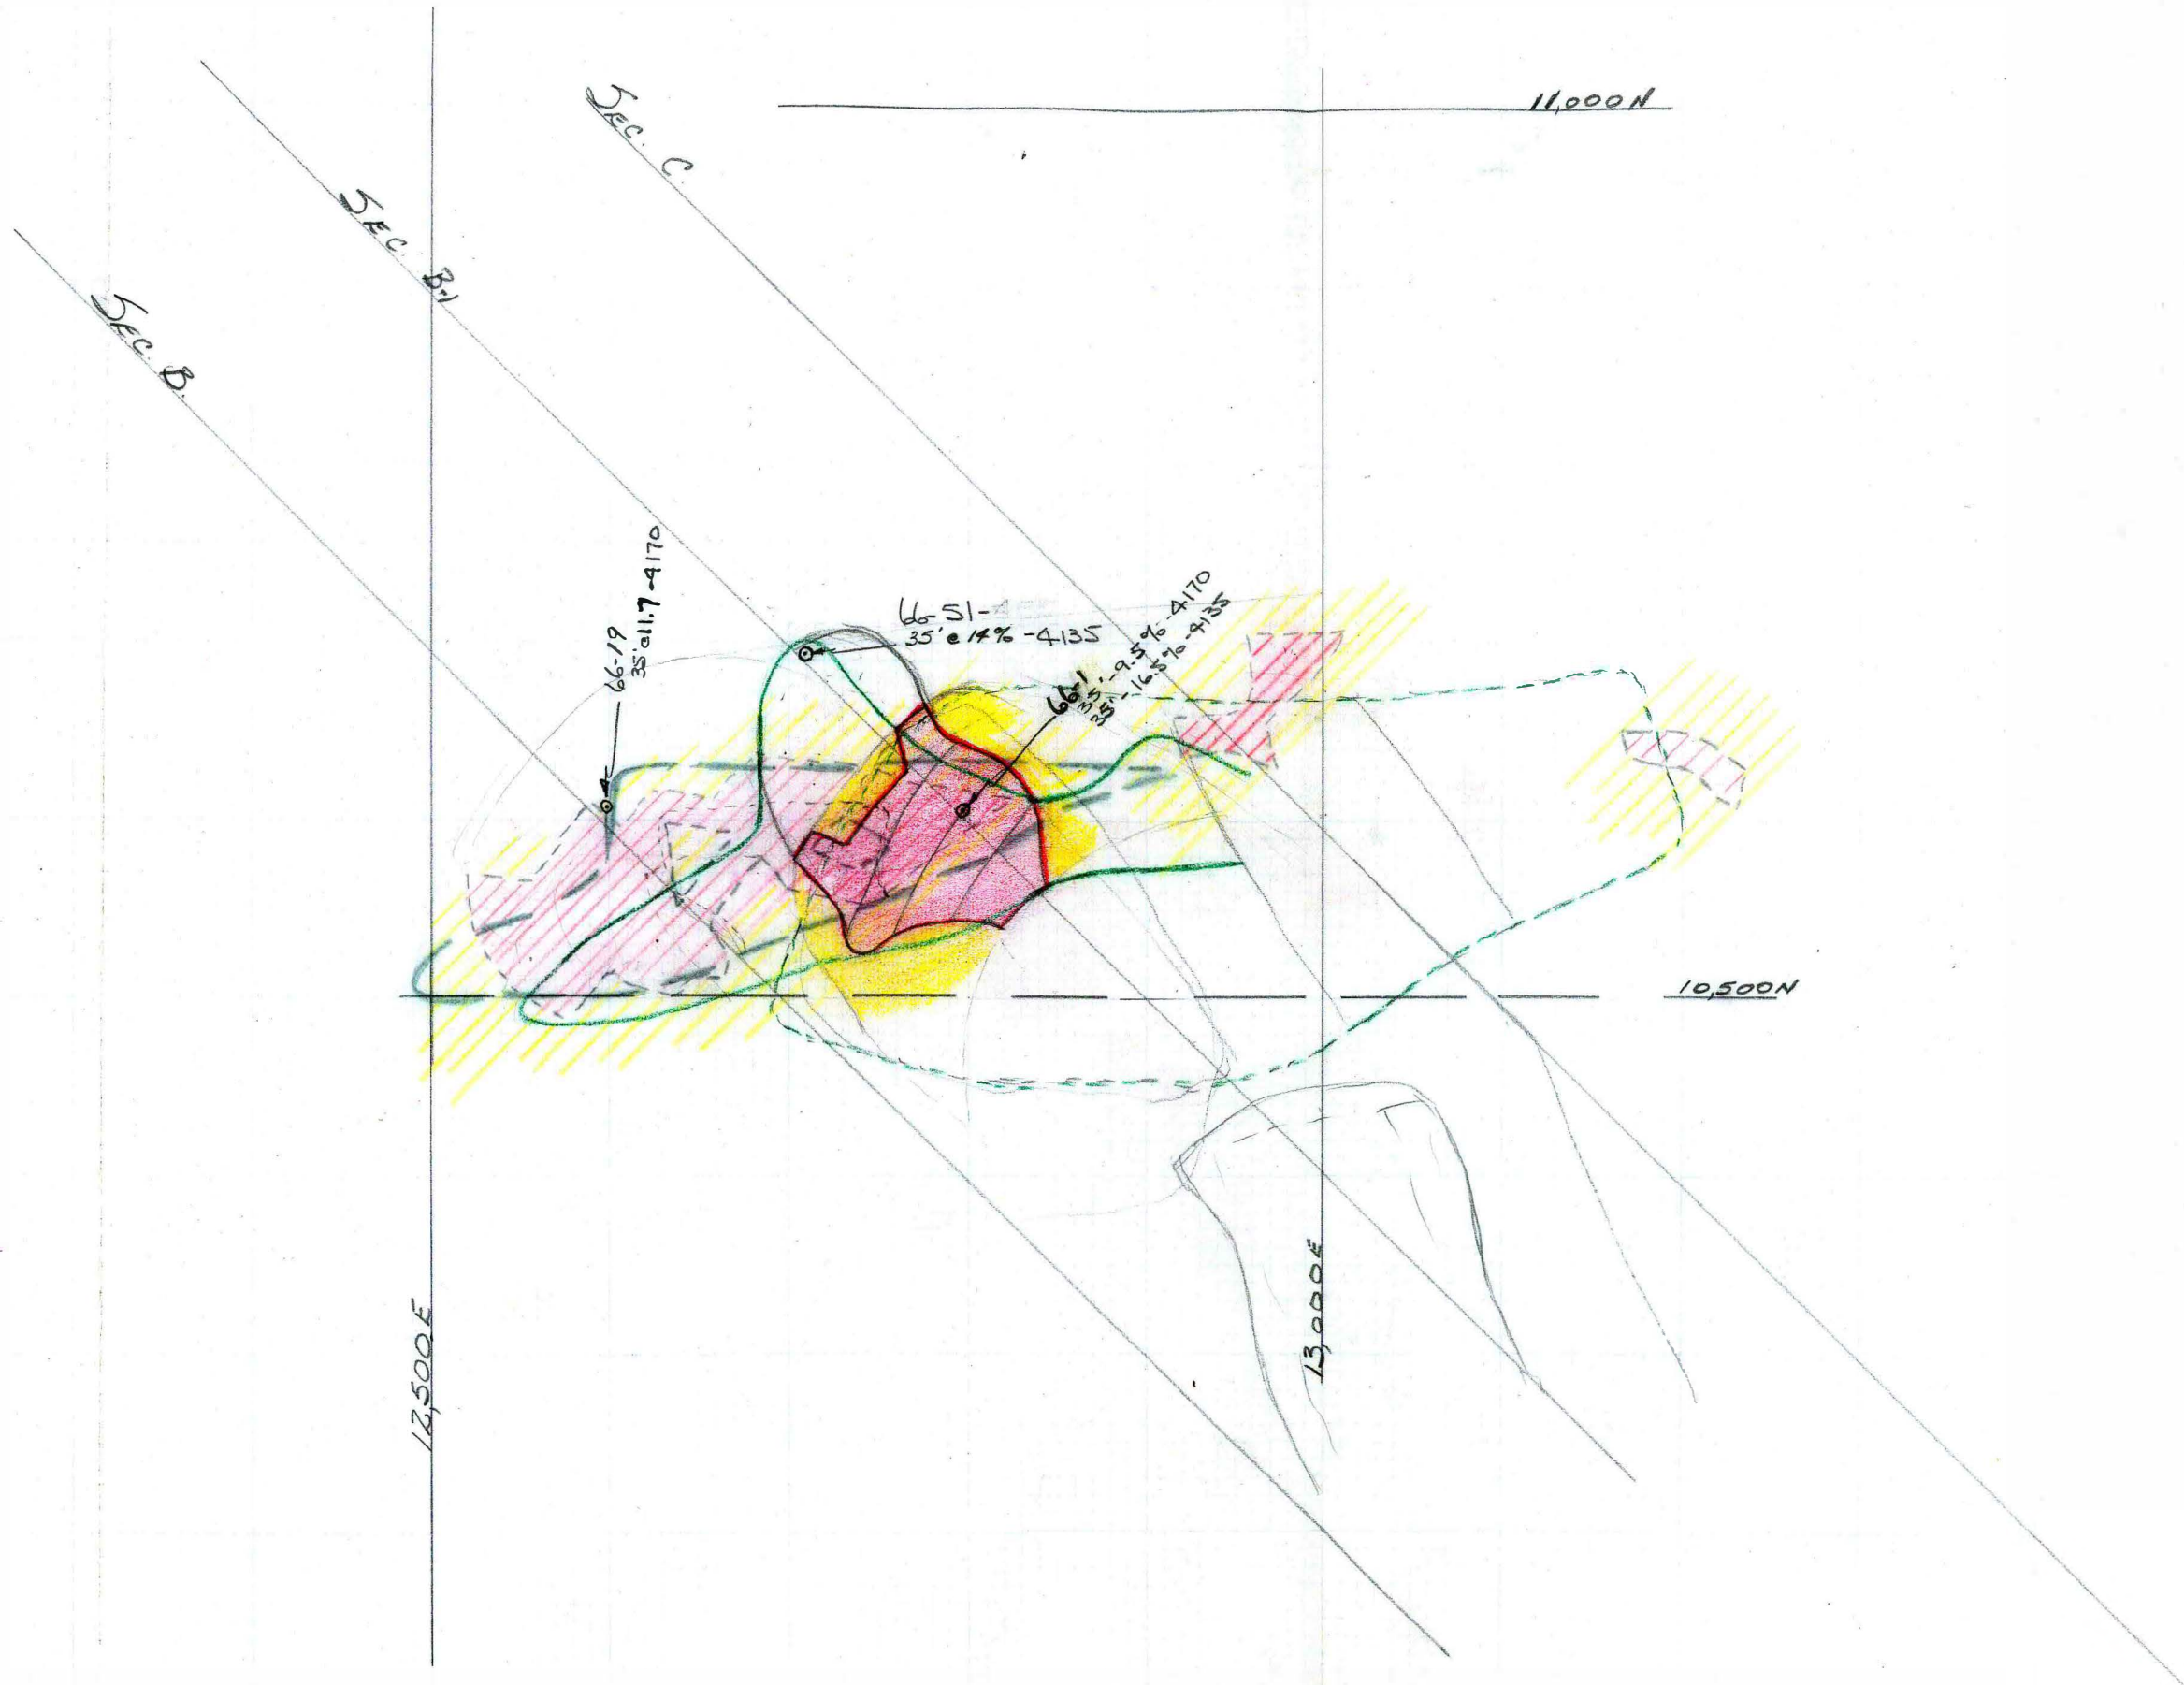 11,000N
SEC. C.
SEC. B-1
SEC. B.
66-19
35' @ 11.7 -4170
66-51-
35' @ 14% -4135
66-1
35' - 9.5% -4170
35' - 16.5% -4135
10,500N
12,500E
13,000E